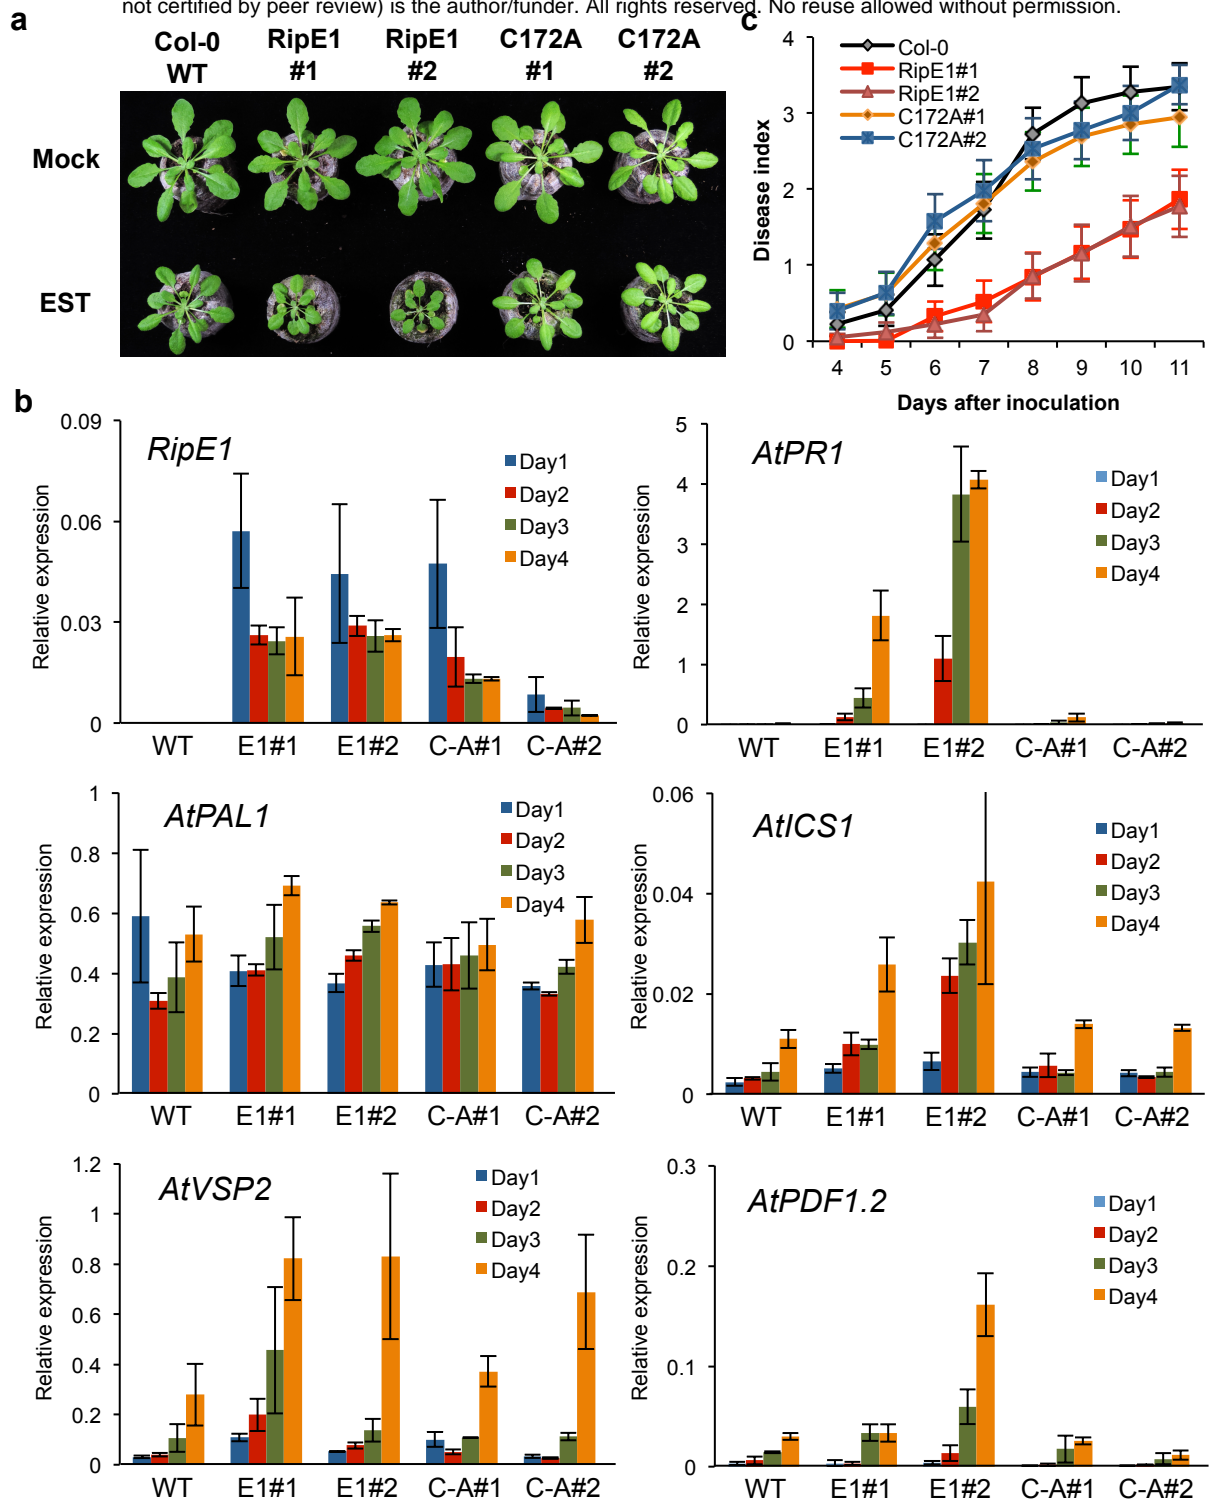 not certified by peer review) is the author/funder. All rights reserved. No reuse allowed without permission.
a
Col-0 WT
RipE1 #1
RipE1 #2
C172A #1
C172A #2
Mock
EST
c
Disease index
4
3
2
1
0
Col-0
RipE1#1
RipE1#2
C172A#1
C172A#2
4 5 6 7 8 9 10 11
Days after inoculation
b
RipE1
Relative expression
0.09
0.06
0.03
0
Day1
Day2
Day3
Day4
WT E1#1 E1#2 C-A#1 C-A#2
AtPR1
Relative expression
5
4
3
2
1
0
Day1
Day2
Day3
Day4
WT E1#1 E1#2 C-A#1 C-A#2
AtPAL1
Relative expression
1
0.8
0.6
0.4
0.2
0
Day1
Day2
Day3
Day4
WT E1#1 E1#2 C-A#1 C-A#2
AtICS1
Relative expression
0.06
0.04
0.02
0
Day1
Day2
Day3
Day4
WT E1#1 E1#2 C-A#1 C-A#2
AtVSP2
Relative expression
1.2
1
0.8
0.6
0.4
0.2
0
Day1
Day2
Day3
Day4
WT E1#1 E1#2 C-A#1 C-A#2
AtPDF1.2
Relative expression
0.3
0.2
0.1
0
Day1
Day2
Day3
Day4
WT E1#1 E1#2 C-A#1 C-A#2